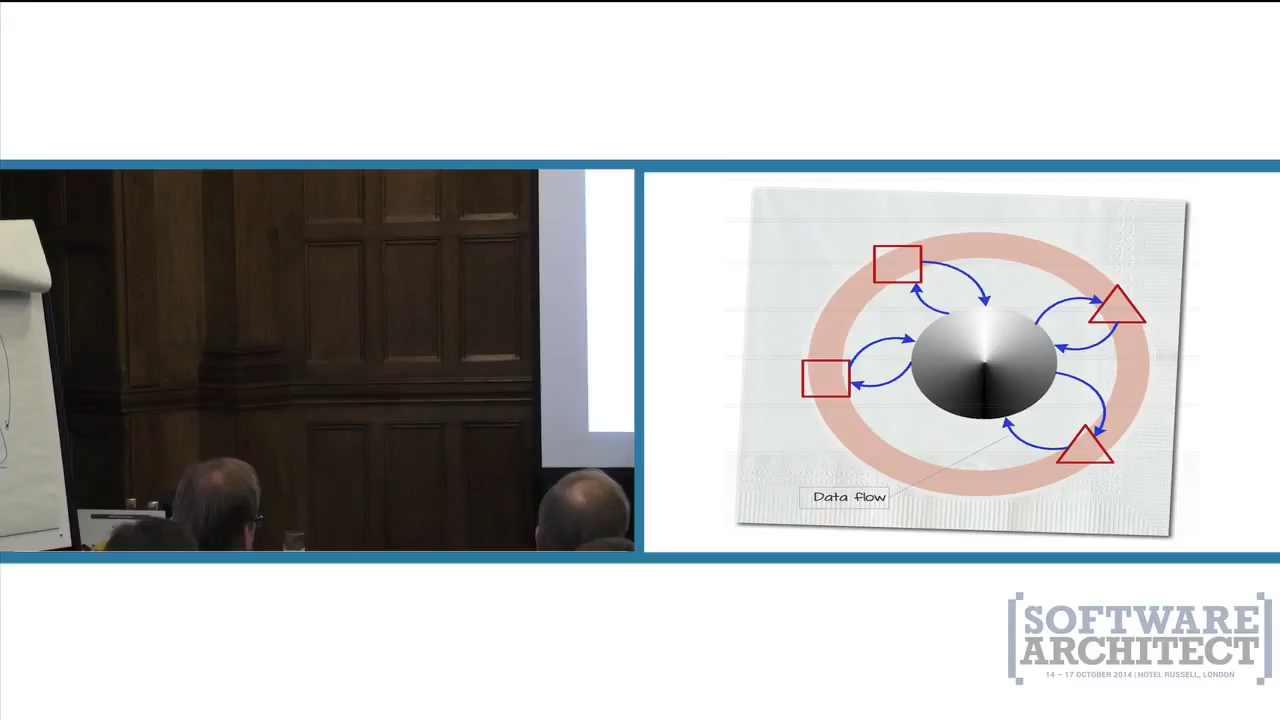 Data flow
SOFTWARE
ARCHITECT
14 – 17 OCTOBER 2014 | HOTEL RUSSELL, LONDON